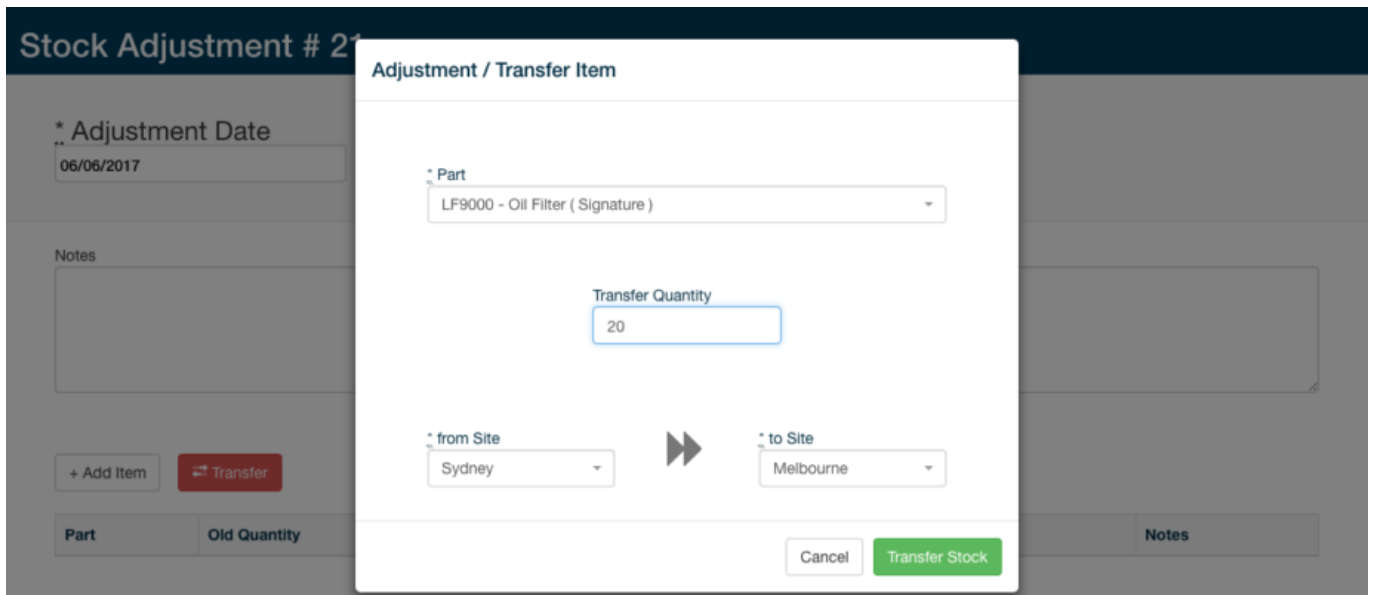 Stock Adjustment # 21
Adjustment / Transfer Item
* Adjustment Date
06/06/2017
* Part
LF9000 - Oil Filter ( Signature )
Notes
Transfer Quantity
20
* from Site
* to Site
Sydney
Melbourne
+ Add Item
Transfer
Part
Old Quantity
Notes
Cancel
Transfer Stock